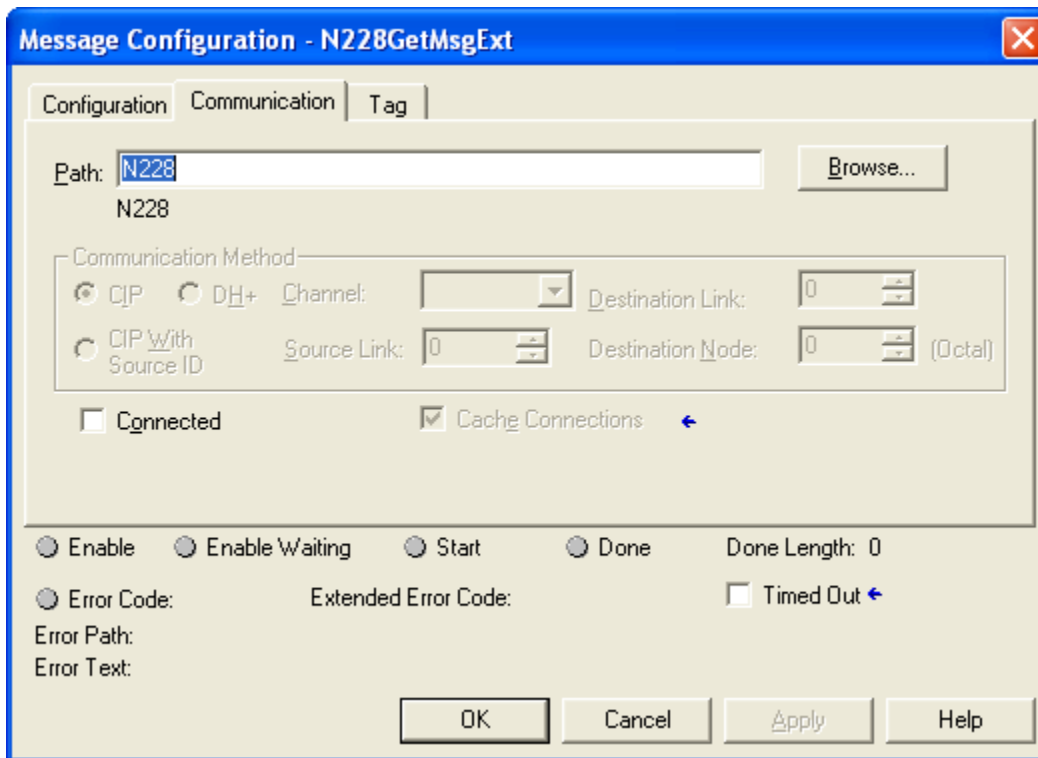 Message Configuration - N228GetMsgExt
Configuration Communication Tag
Path: N228 Browse...
N228
Communication Method
CIP DH+ Channel: Destination Link: 0
CIP With
Source ID Source Link: 0 Destination Node: 0 (Octal)
Connected Cache Connections
Enable Enable Waiting Start Done Done Length: 0
Error Code: Extended Error Code: Timed Out
Error Path:
Error Text:
OK Cancel Apply Help